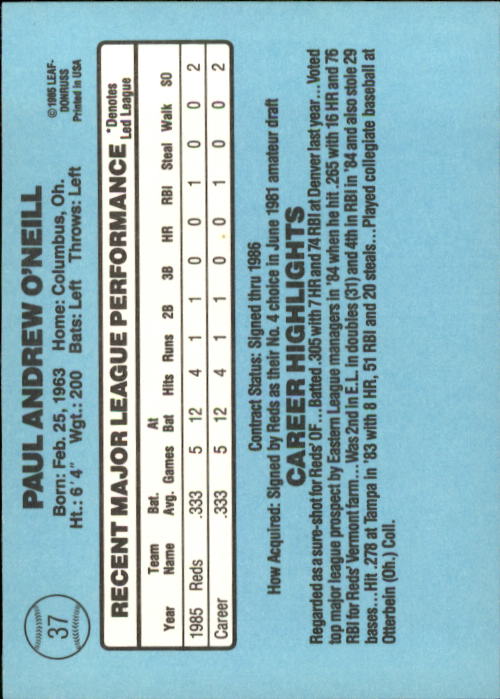 37
PAUL ANDREW O'NEILL
Born: Feb. 25, 1963 Home: Columbus, Oh.
Ht.: 6' 4" Wgt.: 200 Bats: Left Throws: Left
©1985 LEAF-
DONRUSS
Printed in USA
RECENT MAJOR LEAGUE PERFORMANCE
*Denotes
Led League
Team Bat. At
Year Name Avg. Games Bat Hits Runs 2B 3B HR RBI Steal Walk SO
1985 Reds .333 5 12 4 1 1 0 0 1 0 0 2
Career .333 5 12 4 1 1 0 0 1 0 0 2
Contract Status: Signed thru 1986
How Acquired: Signed by Reds as their No. 4 choice in June 1981 amateur draft
CAREER HIGHLIGHTS
Regarded as a sure-shot for Reds' OF...Batted .305 with 7 HR and 74 RBI at Denver last year...Voted
top major league prospect by Eastern League managers in '84 when he hit .265 with 16 HR and 76
RBI for Reds' Vermont farm...Was 2nd in E.L. in doubles (31) and 4th in RBI in '84 and also stole 29
bases...Hit .278 at Tampa in '83 with 8 HR, 51 RBI and 20 steals...Played collegiate baseball at
Otterbein (Oh.) Coll.